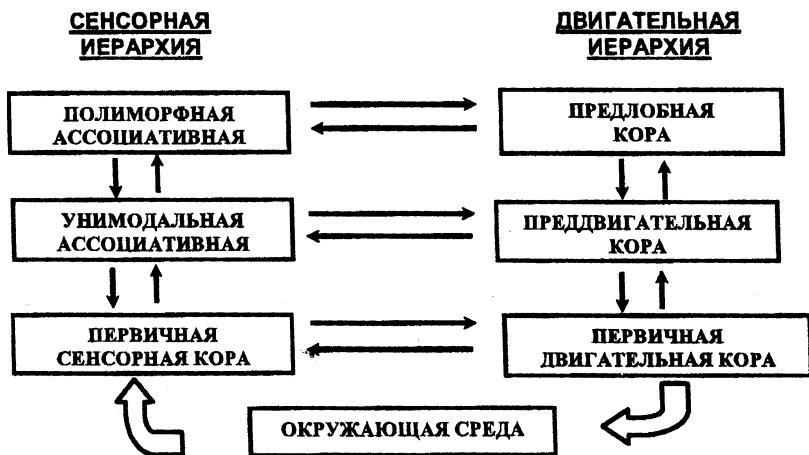 СЕНСОРНАЯ
ИЕРАРХИЯ
ДВИГАТЕЛЬНАЯ
ИЕРАРХИЯ
ПОЛИМОРФНАЯ
АССОЦИАТИВНАЯ
ПРЕДЛОБНАЯ
КОРА
УНИМОДАЛЬНАЯ
АССОЦИАТИВНАЯ
ПРЕДДВИГАТЕЛЬНАЯ
КОРА
ПЕРВИЧНАЯ
СЕНСОРНАЯ КОРА
ПЕРВИЧНАЯ
ДВИГАТЕЛЬНАЯ КОРА
ОКРУЖАЮЩАЯ СРЕДА